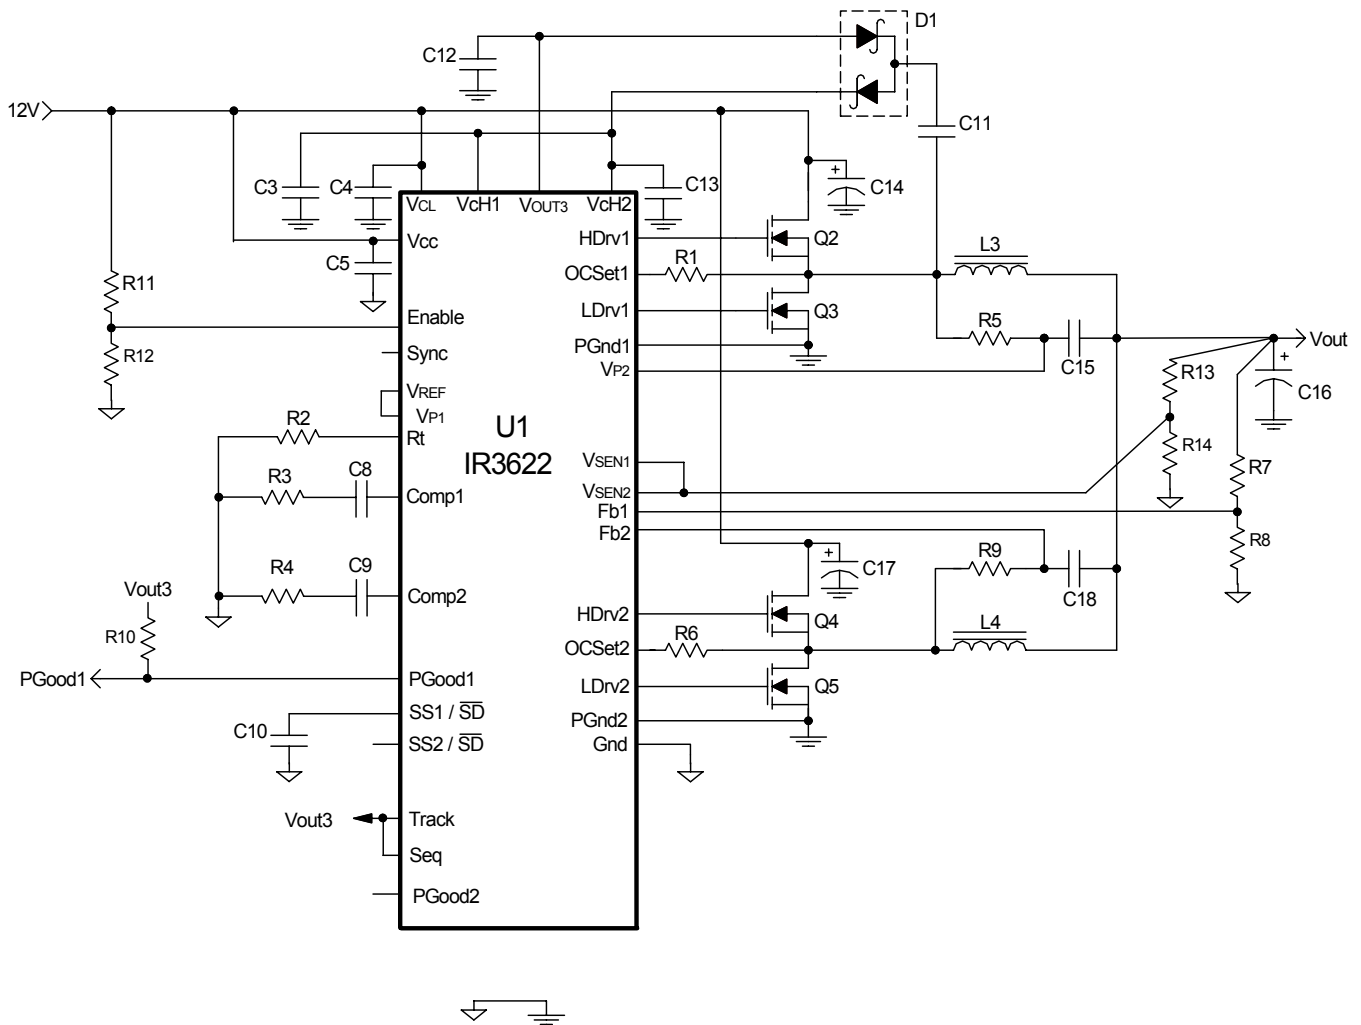 D1
C12
12V
C11
C3
C4
C13
C14
VCL
VcH1
VOUT3
VcH2
Vcc
HDrv1
Q2
C5
R1
L3
OCSet1
R11
LDrv1
Q3
Enable
R5
R12
Sync
PGnd1
Vout
VP2
C15
R13
C16
VREF
VP1
R2
Rt
U1
IR3622
R14
R3
C8
VSEN1
R7
Comp1
VSEN2
Fb1
Fb2
R8
R9
C17
R4
C9
Vout3
Comp2
C18
HDrv2
Q4
R10
R6
L4
OCSet2
PGood1
PGood1
LDrv2
Q5
SS1 / SD
PGnd2
C10
SS2 / SD
Gnd
Vout3
Track
Seq
PGood2